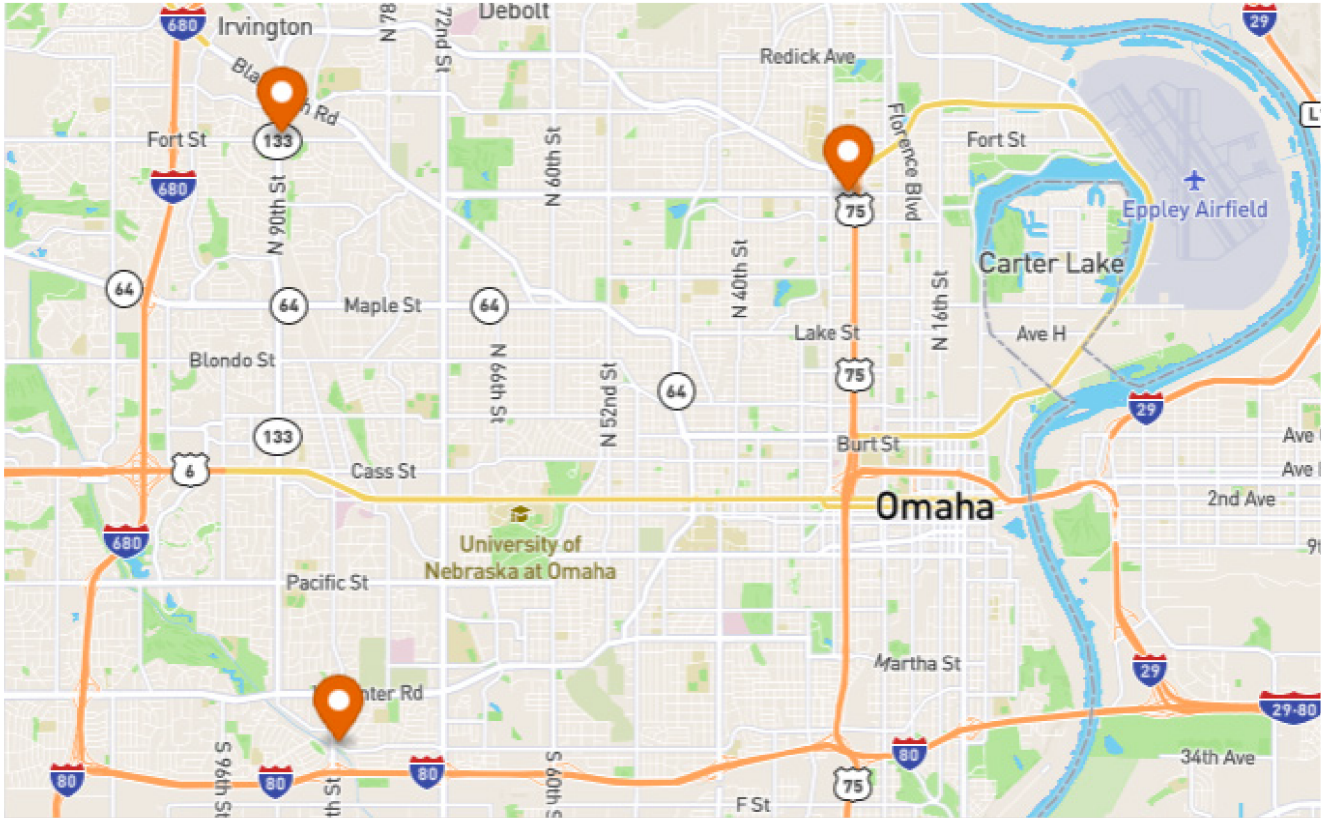 680
Irvington
N 78
72nd St
Debolt
29
Redick Ave
Rd
Fort St
133
Florence Blvd
Fort St
680
N 90th St
N 60th St
75
Eppley Airfield
Carter Lake
64
64
Maple St
64
N 40th St
N 16th St
Lake St
Ave H
Blondo St
N 66th St
N 52nd St
64
75
29
133
Burt St
Ave
6
Cass St
Ave
Omaha
2nd Ave
680
University of
Nebraska at Omaha
9t
Pacific St
Martha St
29
Rd
29-80
80
S 96th St
80
th St
80
S 60th S
80
75
34th Ave
F St